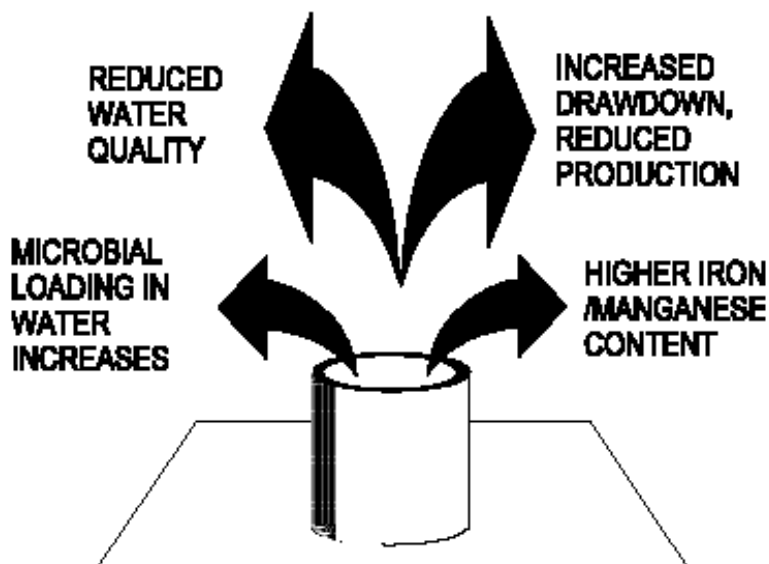 REDUCED
WATER
QUALITY
INCREASED
DRAWDOWN,
REDUCED
PRODUCTION
MICROBIAL
LOADING IN
WATER
INCREASES
HIGHER IRON
/MANGANESE
CONTENT